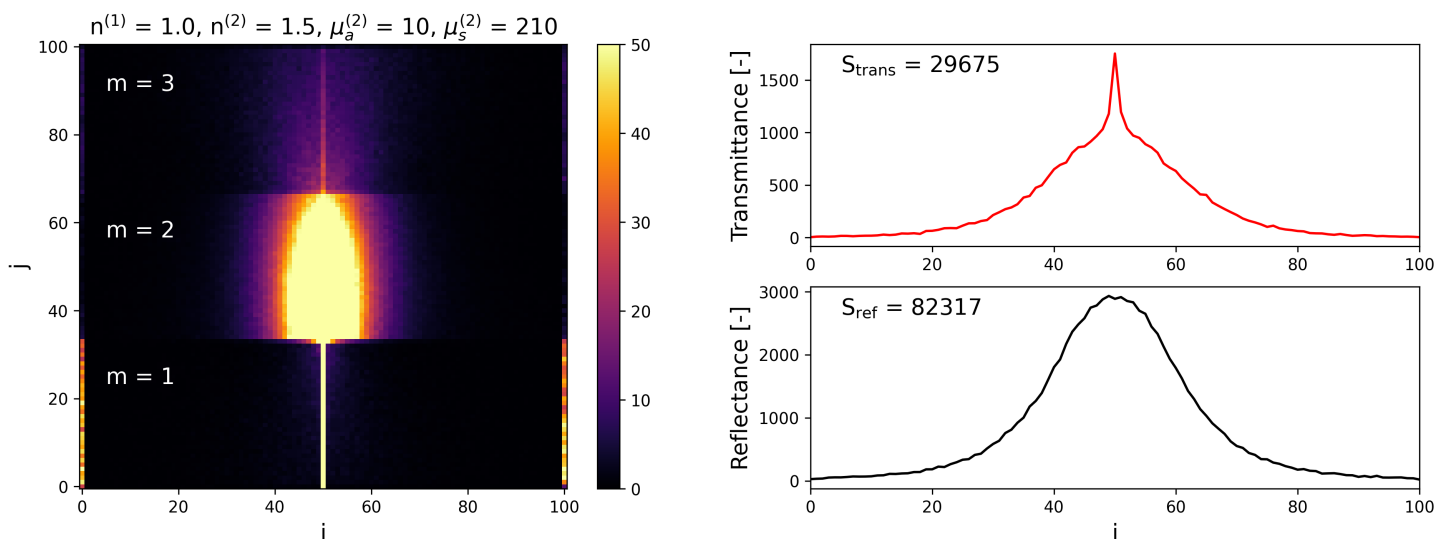 n(1) = 1.0, n(2) = 1.5, μa(2) = 10, μs(2) = 210
100
80
60
40
20
0
j
m = 3
m = 2
m = 1
0 20 40 60 80 100
i
50
40
30
20
10
0
Transmittance [-]
1500
1000
500
0
Strans = 29675
0 20 40 60 80 100
Reflectance [-]
3000
2000
1000
0
Sref = 82317
0 20 40 60 80 100
i